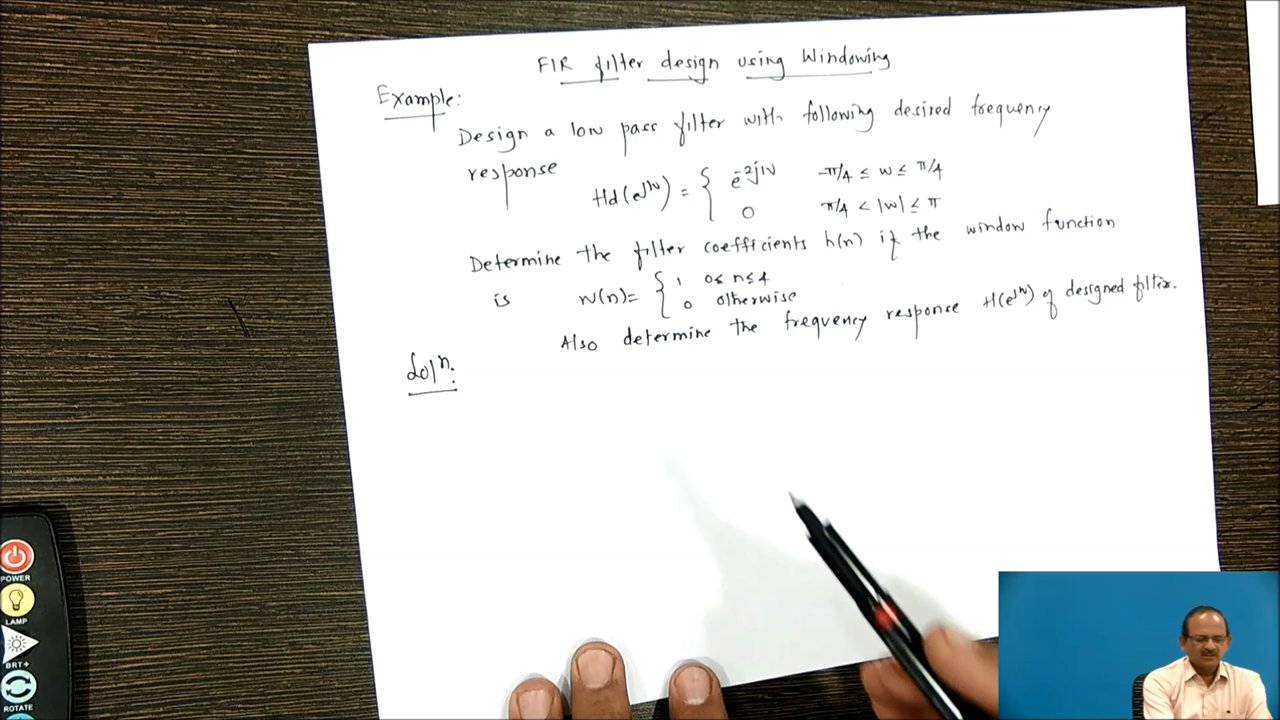 FIR filter design using Windowing
Example:
Design a low pass filter with following desired frequency
response
Hd(e^jw) = { e^-2jw   -π/4 ≤ w ≤ π/4
0   π/4 < |w| ≤ π
Determine the filter coefficients h(n) if the window function
is   w(n) = { 1   0 ≤ n ≤ 4
0 otherwise
Also determine the frequency response H(e^jw) of designed filter.
Sol^n:
POWER
LAMP
BRT+
ROTATE